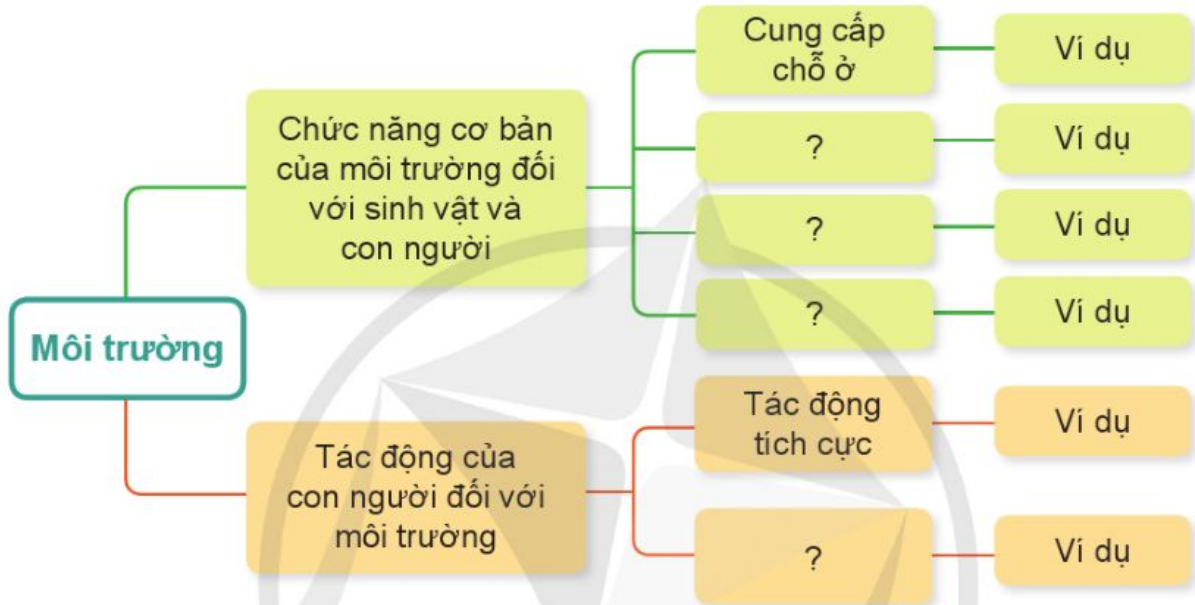 Môi trường
Chức năng cơ bản
của môi trường đối
với sinh vật và
con người
Cung cấp
chỗ ở
Ví dụ
?
Ví dụ
?
Ví dụ
?
Ví dụ
Tác động của
con người đối với
môi trường
Tác động
tích cực
Ví dụ
?
Ví dụ